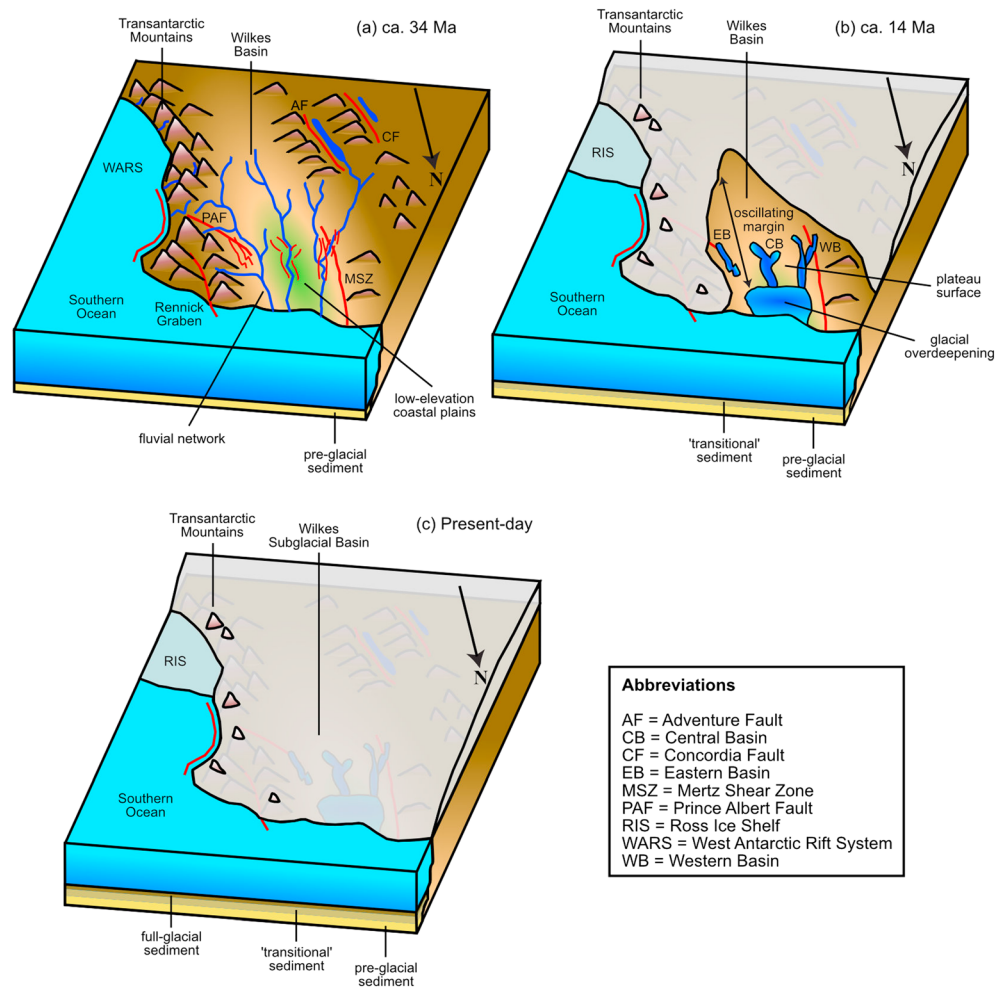 (a) ca. 34 Ma
Transantarctic
Mountains
Wilkes
Basin
AF
CF
N
WARS
PAF
MSZ
Southern
Ocean
Rennick
Graben
low-elevation
coastal plains
fluvial network
pre-glacial
sediment
(b) ca. 14 Ma
Transantarctic
Mountains
Wilkes
Basin
N
RIS
oscillating
margin
EB
CB
WB
plateau
surface
Southern
Ocean
glacial
overdeepening
'transitional'
sediment
pre-glacial
sediment
(c) Present-day
Transantarctic
Mountains
Wilkes
Subglacial Basin
N
RIS
Southern
Ocean
full-glacial
sediment
'transitional'
sediment
pre-glacial
sediment
Abbreviations
AF = Adventure Fault
CB = Central Basin
CF = Concordia Fault
EB = Eastern Basin
MSZ = Mertz Shear Zone
PAF = Prince Albert Fault
RIS = Ross Ice Shelf
WARS = West Antarctic Rift System
WB = Western Basin